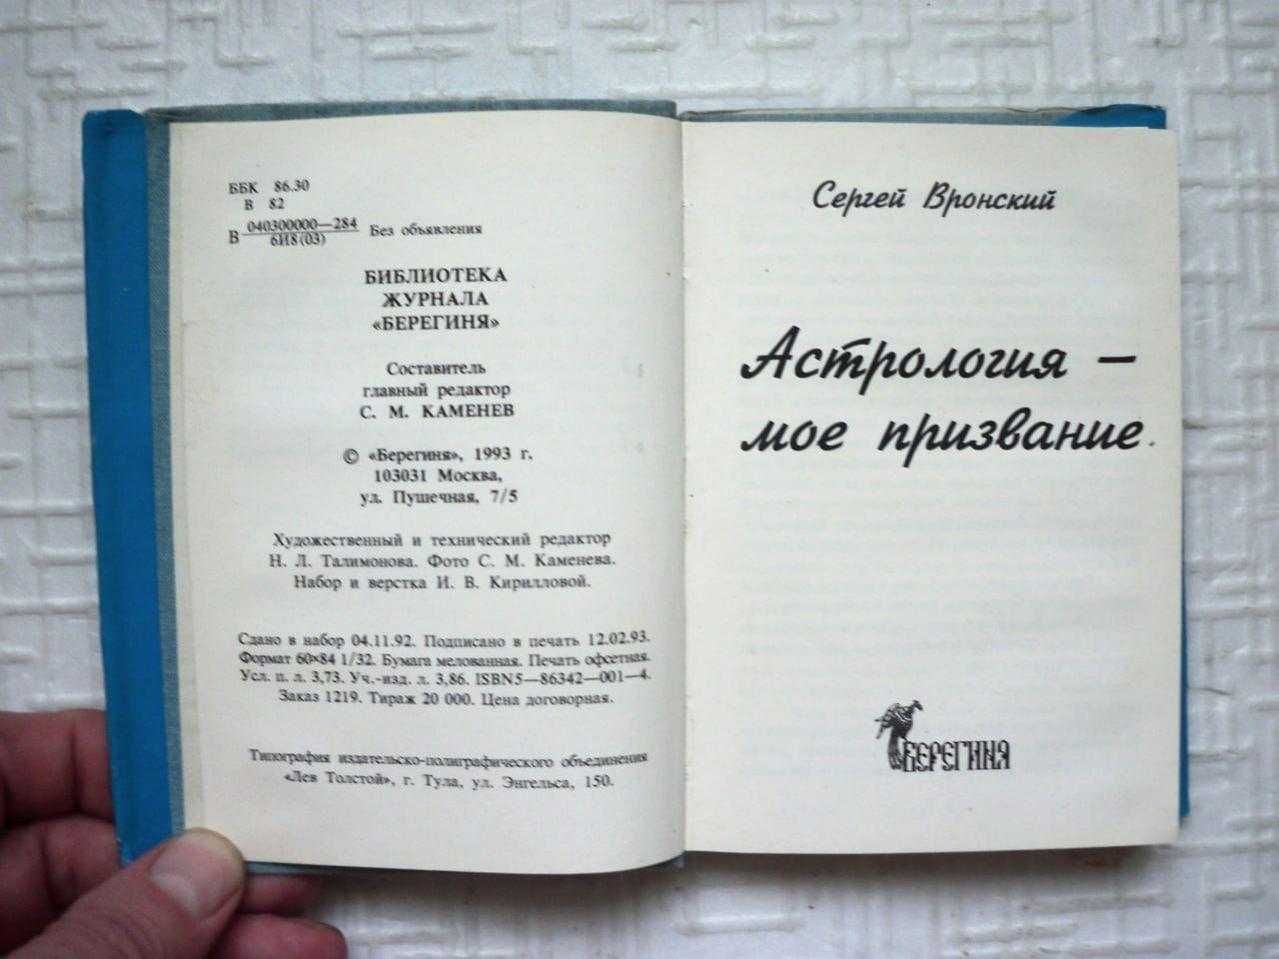 ББК 86.30
В 82
В 040300000—284
6И8(03)
Без объявления
БИБЛИОТЕКА
ЖУРНАЛА
«БЕРЕГИНЯ»
Составитель
главный редактор
С. М. КАМЕНЕВ
© «Берегиня», 1993 г.
103031 Москва,
ул. Пушечная, 7/5
Художественный и технический редактор
Н. Л. Талимонова. Фото С. М. Каменева.
Набор и верстка И. В. Кирилловой.
Сдано в набор 04.11.92. Подписано в печать 12.02.93.
Формат 60×84 1/32. Бумага мелованная. Печать офсетная.
Усл. п. л. 3,73. Уч.-изд. л. 3,86. ISBN5—86342—001—4.
Заказ 1219. Тираж 20 000. Цена договорная.
Типография издательско-полиграфического объединения
«Лев Толстой», г. Тула, ул. Энгельса, 150.
Сергей Вронский
Астрология —
мое призвание.
БЕРЕГИНЯ